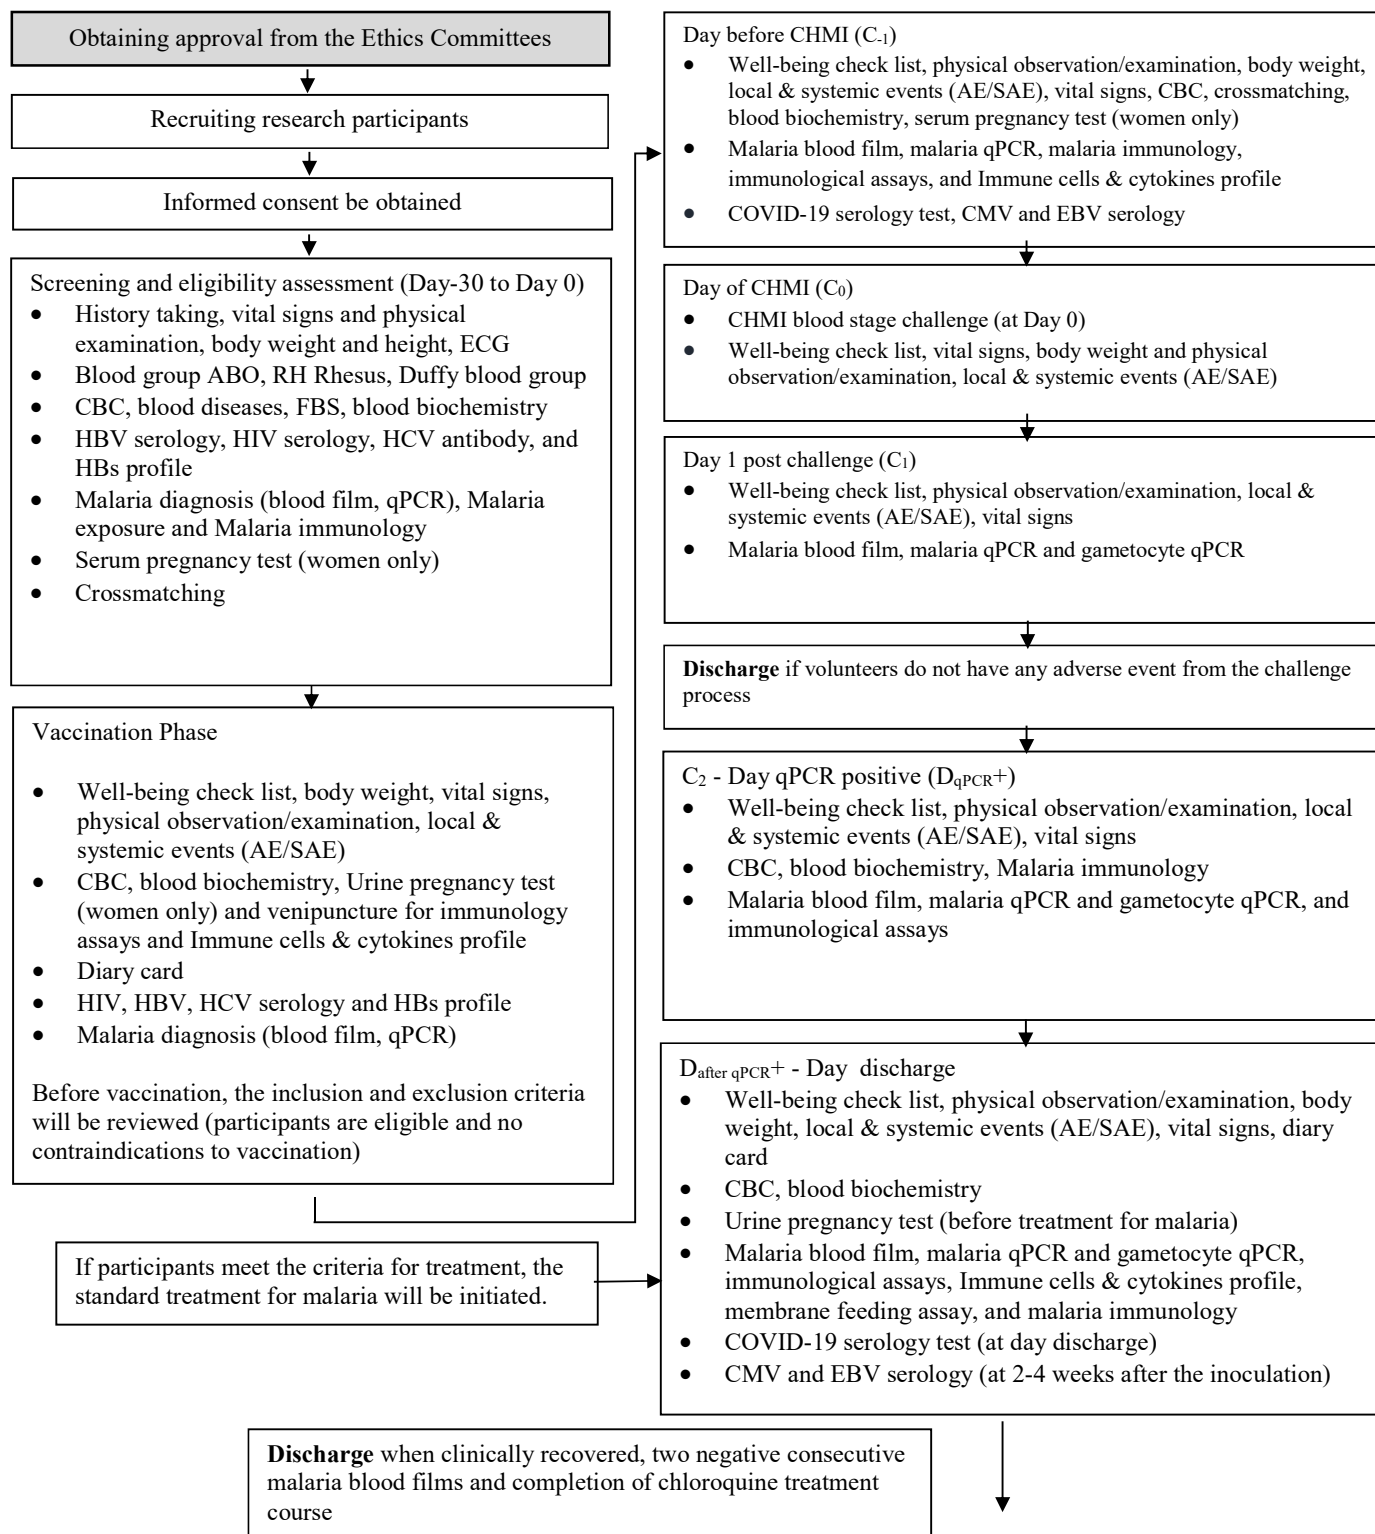 Obtaining approval from the Ethics Committees
Recruiting research participants
Informed consent be obtained
Screening and eligibility assessment (Day-30 to Day 0)
• History taking, vital signs and physical
examination, body weight and height, ECG
• Blood group ABO, RH Rhesus, Duffy blood group
• CBC, blood diseases, FBS, blood biochemistry
• HBV serology, HIV serology, HCV antibody, and
HBs profile
• Malaria diagnosis (blood film, qPCR), Malaria
exposure and Malaria immunology
• Serum pregnancy test (women only)
• Crossmatching
Vaccination Phase
• Well-being check list, body weight, vital signs,
physical observation/examination, local &
systemic events (AE/SAE)
• CBC, blood biochemistry, Urine pregnancy test
(women only) and venipuncture for immunology
assays and Immune cells & cytokines profile
• Diary card
• HIV, HBV, HCV serology and HBs profile
• Malaria diagnosis (blood film, qPCR)
Before vaccination, the inclusion and exclusion criteria
will be reviewed (participants are eligible and no
contraindications to vaccination)
Day before CHMI (C-1)
• Well-being check list, physical observation/examination, body weight,
local & systemic events (AE/SAE), vital signs, CBC, crossmatching,
blood biochemistry, serum pregnancy test (women only)
• Malaria blood film, malaria qPCR, malaria immunology,
immunological assays, and Immune cells & cytokines profile
• COVID-19 serology test, CMV and EBV serology
Day of CHMI (C0)
• CHMI blood stage challenge (at Day 0)
• Well-being check list, vital signs, body weight and physical
observation/examination, local & systemic events (AE/SAE)
Day 1 post challenge (C1)
• Well-being check list, physical observation/examination, local &
systemic events (AE/SAE), vital signs
• Malaria blood film, malaria qPCR and gametocyte qPCR
Discharge if volunteers do not have any adverse event from the challenge
process
C2 - Day qPCR positive (DqPCR+)
• Well-being check list, physical observation/examination, local
& systemic events (AE/SAE), vital signs
• CBC, blood biochemistry, Malaria immunology
• Malaria blood film, malaria qPCR and gametocyte qPCR, and
immunological assays
If participants meet the criteria for treatment, the
standard treatment for malaria will be initiated.
Dafter qPCR+ - Day discharge
• Well-being check list, physical observation/examination, body
weight, local & systemic events (AE/SAE), vital signs, diary
card
• CBC, blood biochemistry
• Urine pregnancy test (before treatment for malaria)
• Malaria blood film, malaria qPCR and gametocyte qPCR,
immunological assays, Immune cells & cytokines profile,
membrane feeding assay, and malaria immunology
• COVID-19 serology test (at day discharge)
• CMV and EBV serology (at 2-4 weeks after the inoculation)
Discharge when clinically recovered, two negative consecutive
malaria blood films and completion of chloroquine treatment
course